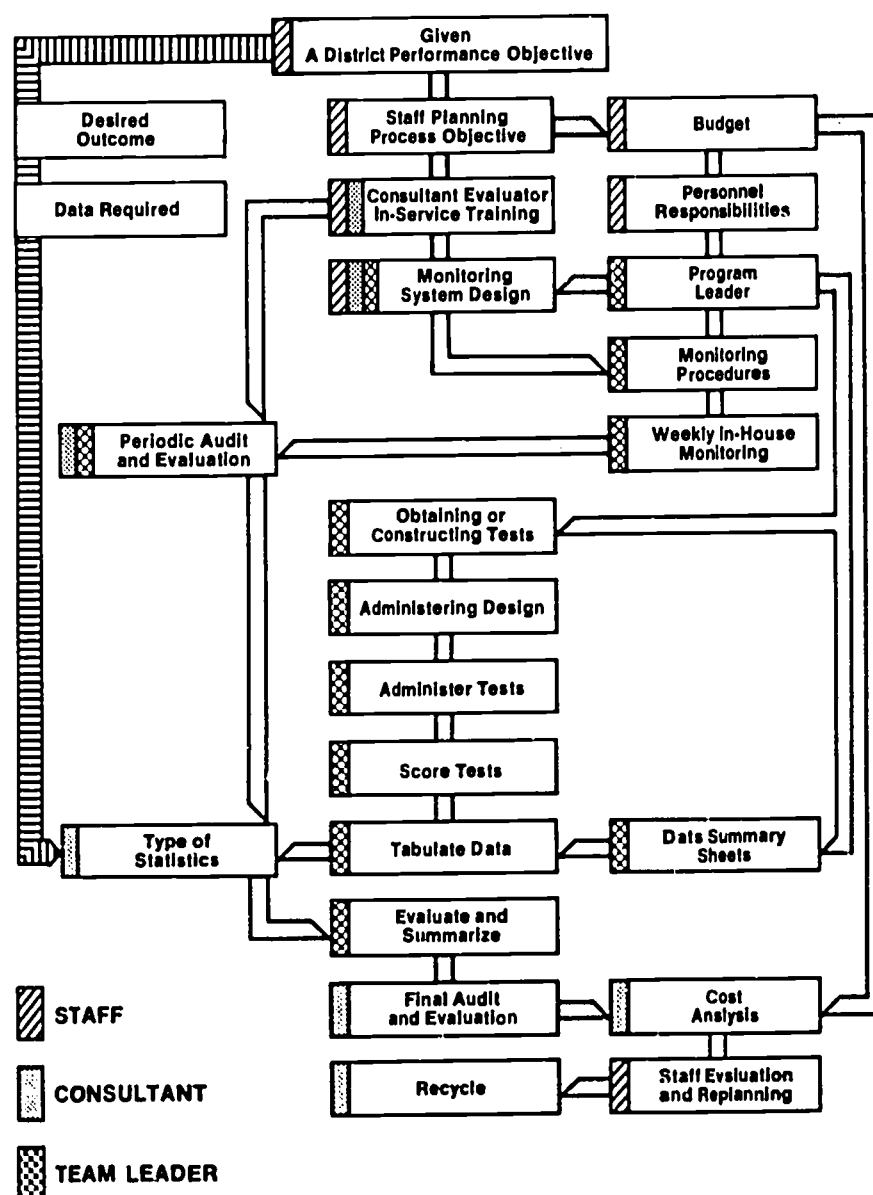 Given
A District Performance Objective
Desired
Outcome
Staff Planning
Process Objective
Budget
Data Required
Consultant Evaluator
In-Service Training
Personnel
Responsibilities
Monitoring
System Design
Program
Leader
Monitoring
Procedures
Periodic Audit
and Evaluation
Weekly In-House
Monitoring
Obtaining or
Constructing Tests
Administering Design
Administer Tests
Score Tests
Type of
Statistics
Tabulate Data
Dats Summary
Sheets
Evaluate and
Summarize
Final Audit
and Evaluation
Cost
Analysis
Recycle
Staff Evaluation
and Replanning
STAFF
CONSULTANT
TEAM LEADER